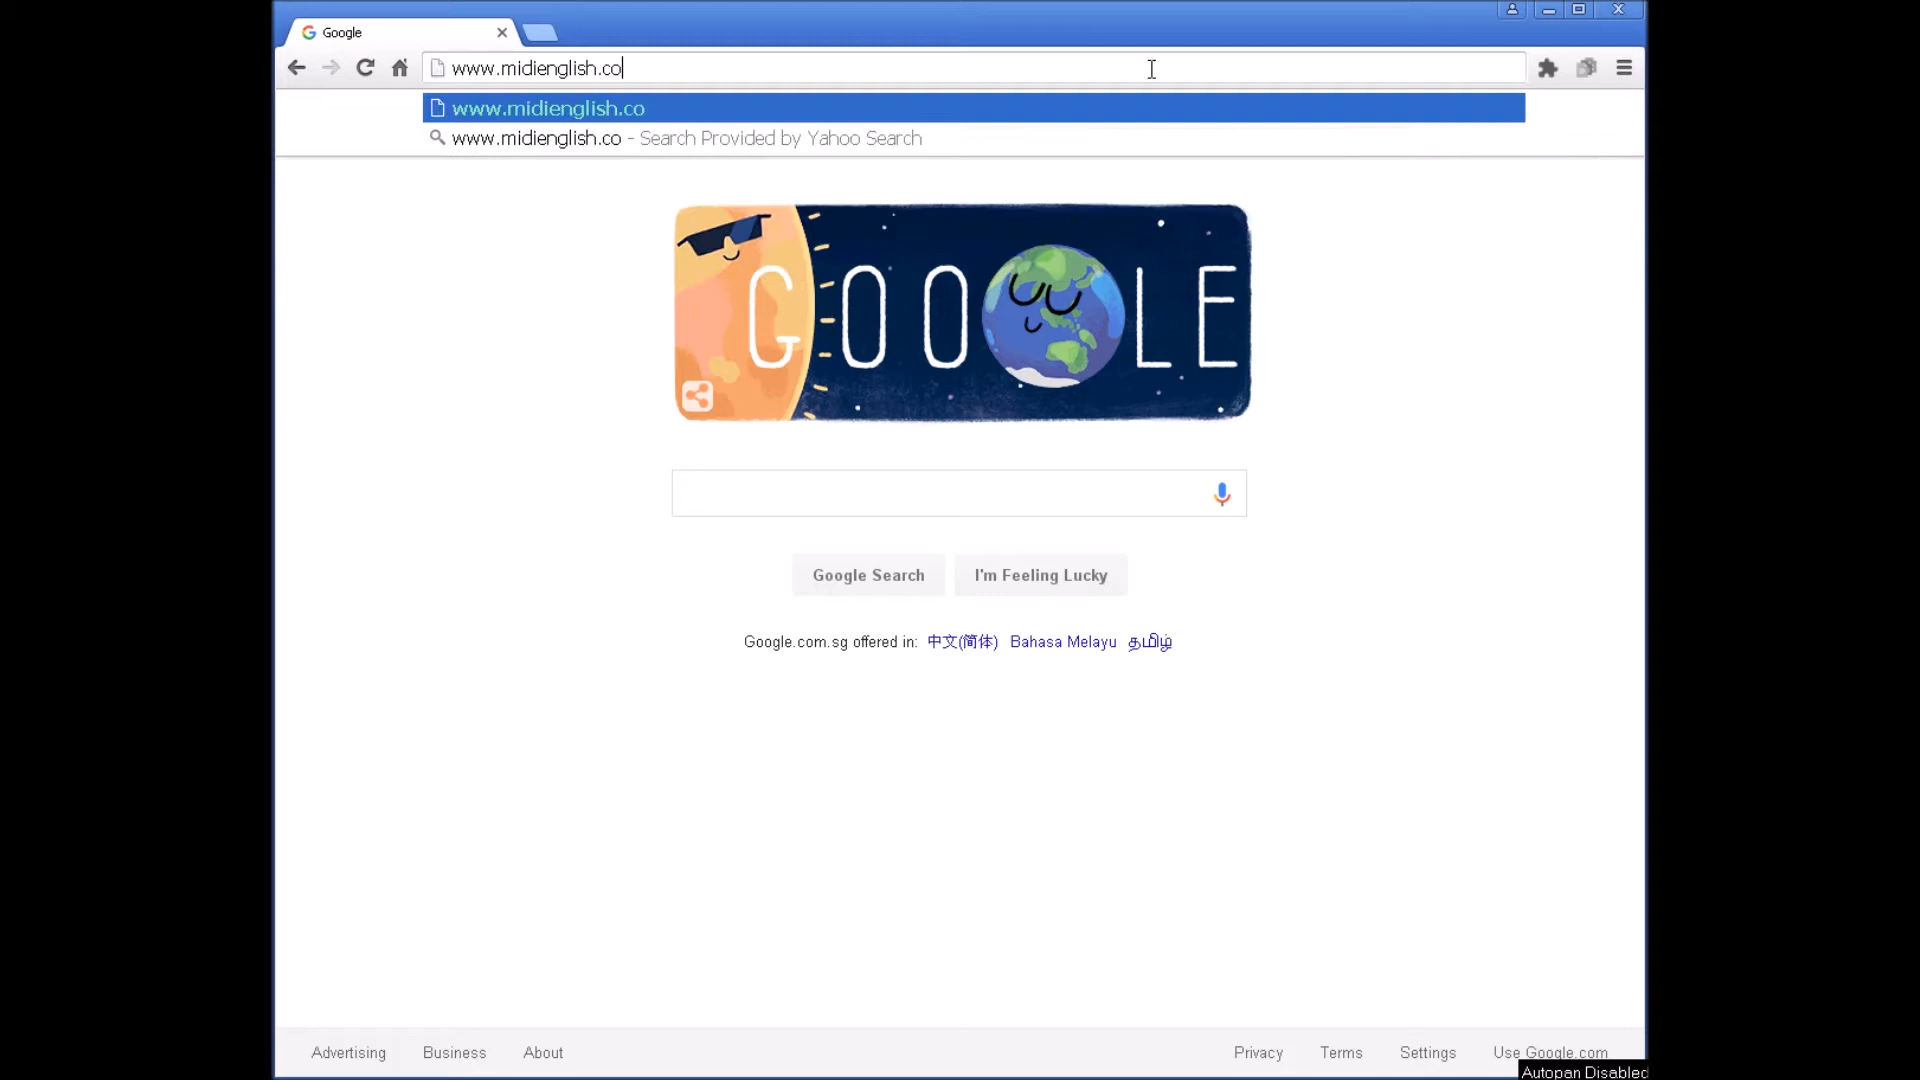 Google
www.midienglish.co
www.midienglish.co
www.midienglish.co - Search Provided by Yahoo Search
GOOGLE
Google Search
I'm Feeling Lucky
Google.com.sg offered in: 中文(简体) Bahasa Melayu தமிழ்
Advertising Business About Privacy Terms Settings Use Google.com
Autopan Disabled